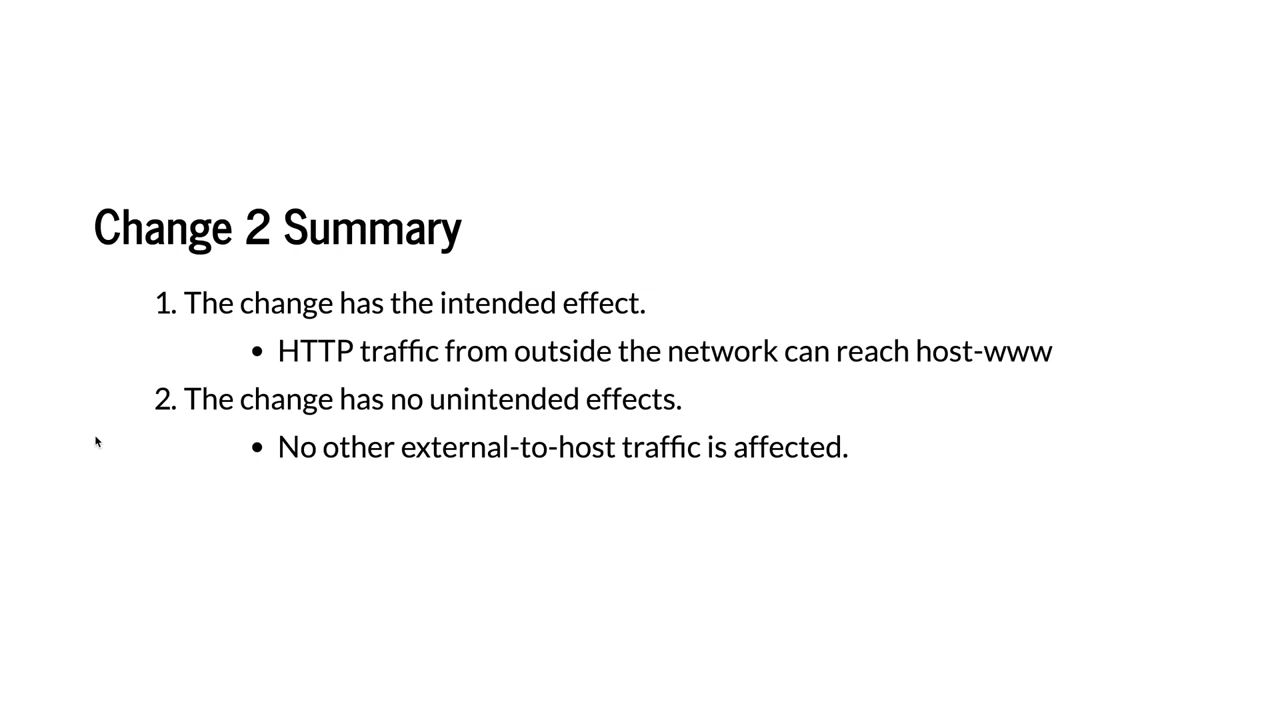 Change 2 Summary
1. The change has the intended effect.
• HTTP traffic from outside the network can reach host-www
2. The change has no unintended effects.
• No other external-to-host traffic is affected.